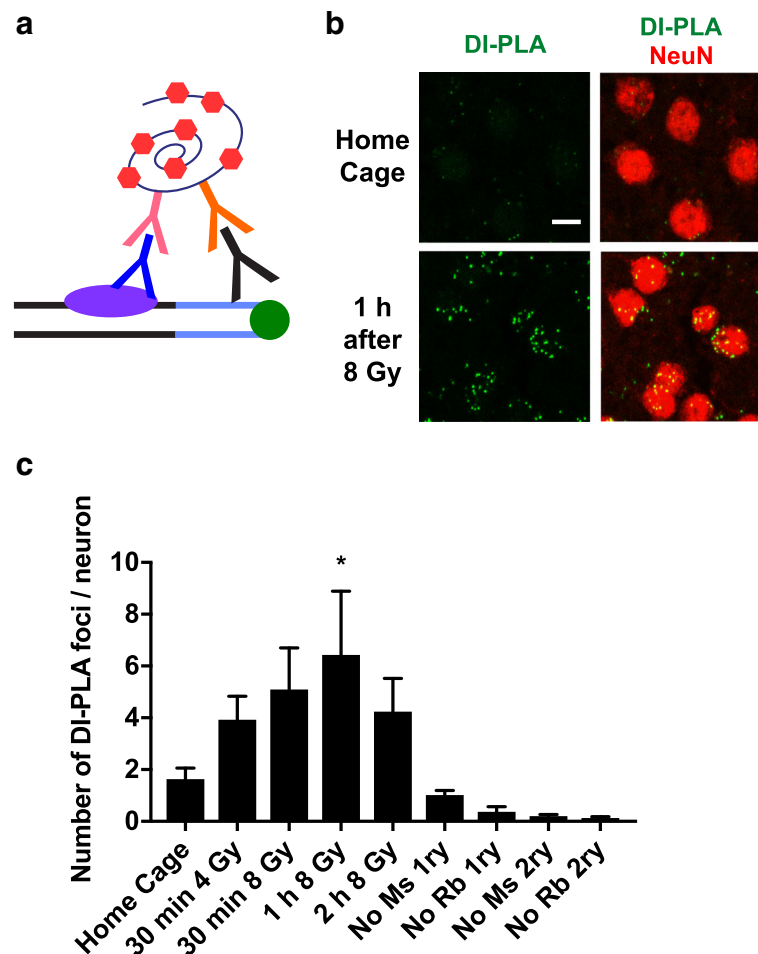 a
b
DI-PLA
DI-PLA
NeuN
Home
Cage
1 h
after
8 Gy
c
Number of DI-PLA foci / neuron
10
8
6
4
2
0
*
Home Cage
30 min 4 Gy
30 min 8 Gy
1 h 8 Gy
2 h 8 Gy
No Ms 1ry
No Rb 1ry
No Ms 2ry
No Rb 2ry